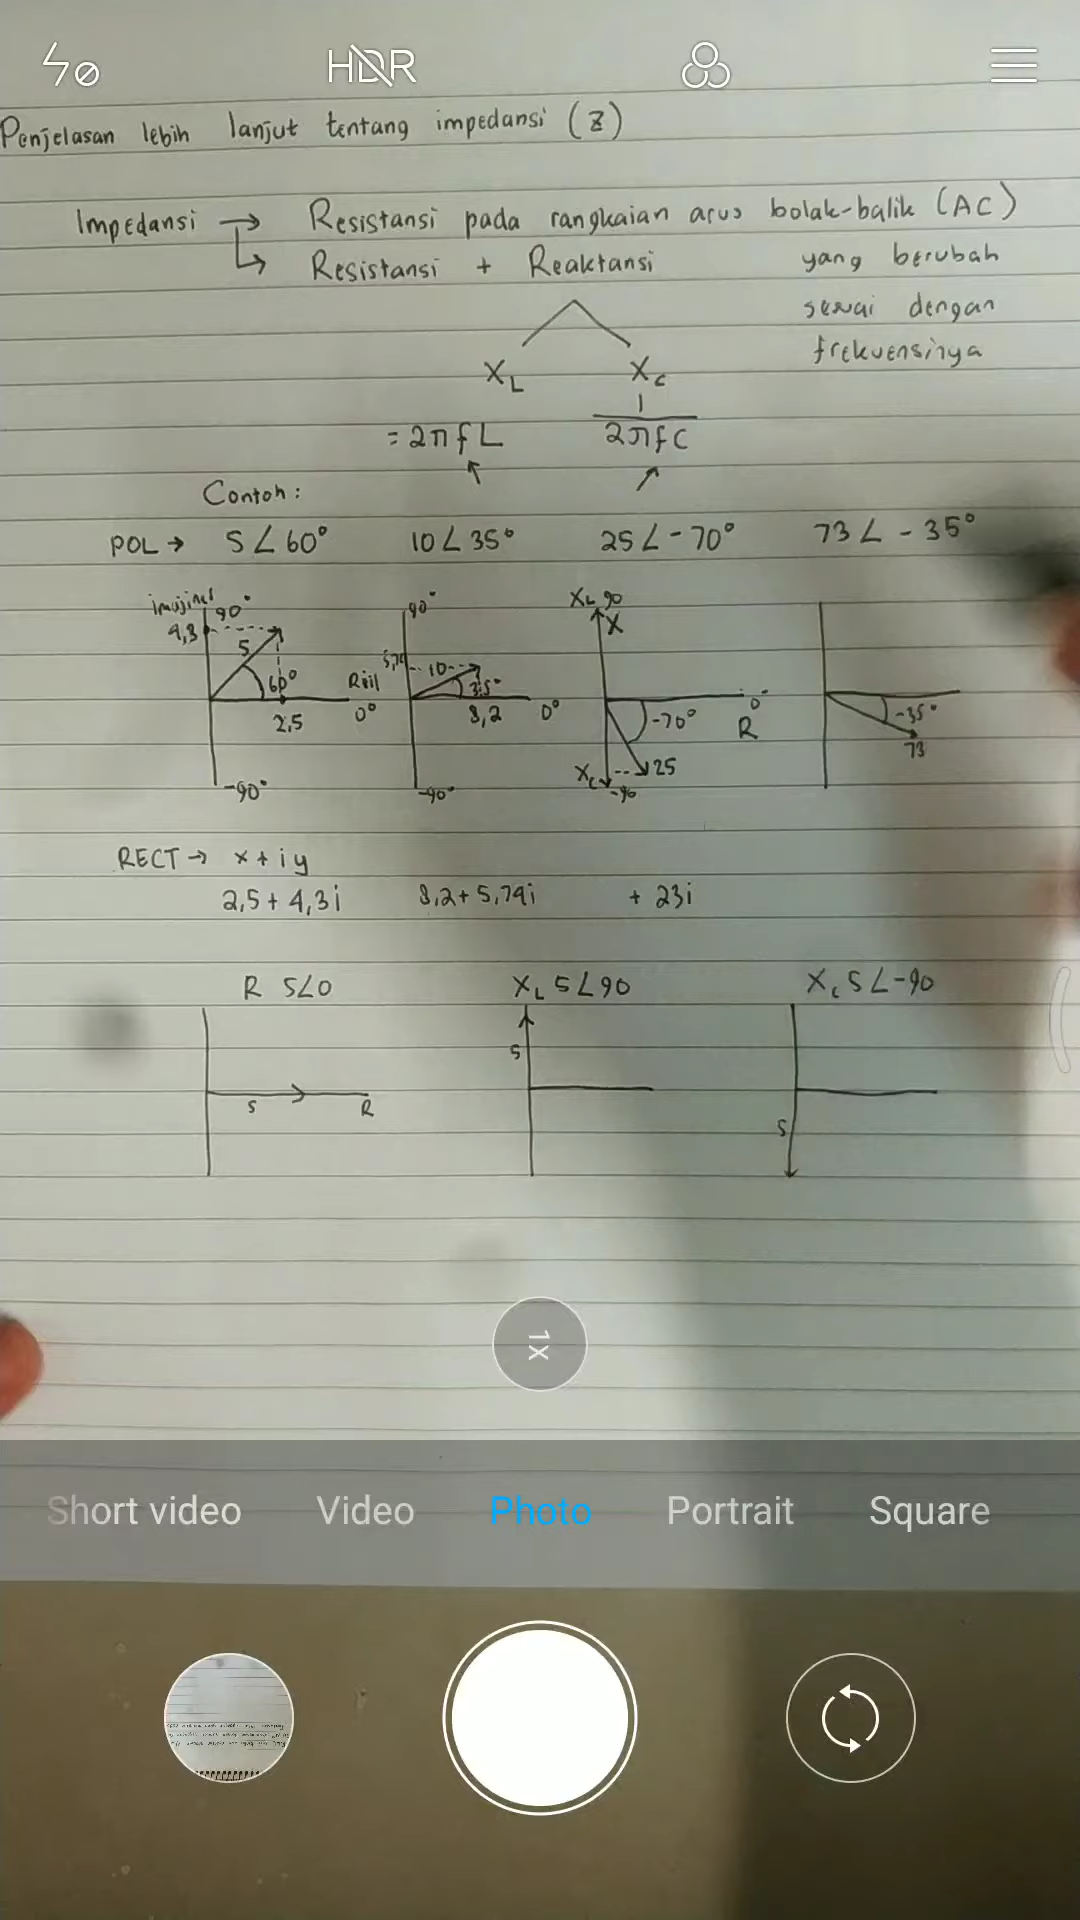 HDR
Penjelasan lebih lanjut tentang impedansi (Z)
Impedansi → Resistansi pada rangkaian arus bolak-balik (AC)
↳ Resistansi + Reaktansi
yang berubah
sesuai dengan
frekuensinya
XL
Xc
= 2πfL
1
2πfC
Contoh:
POL → 5∠60° 10∠35° 25∠-70° 73∠-35°
imajiner
90°
4,3
5
60°
Riil
2,5
0°
-90°
90°
10
35°
8,2
0°
-90°
XL 90
X
0°
-70°
R
Xc
25
-90
-35°
73
RECT → x + iy
2,5 + 4,3i 8,2 + 5,74i + 23i
R 5∠0 XL 5∠90 Xc 5∠-90
5
R
5
5
1X
Short video Video Photo Portrait Square